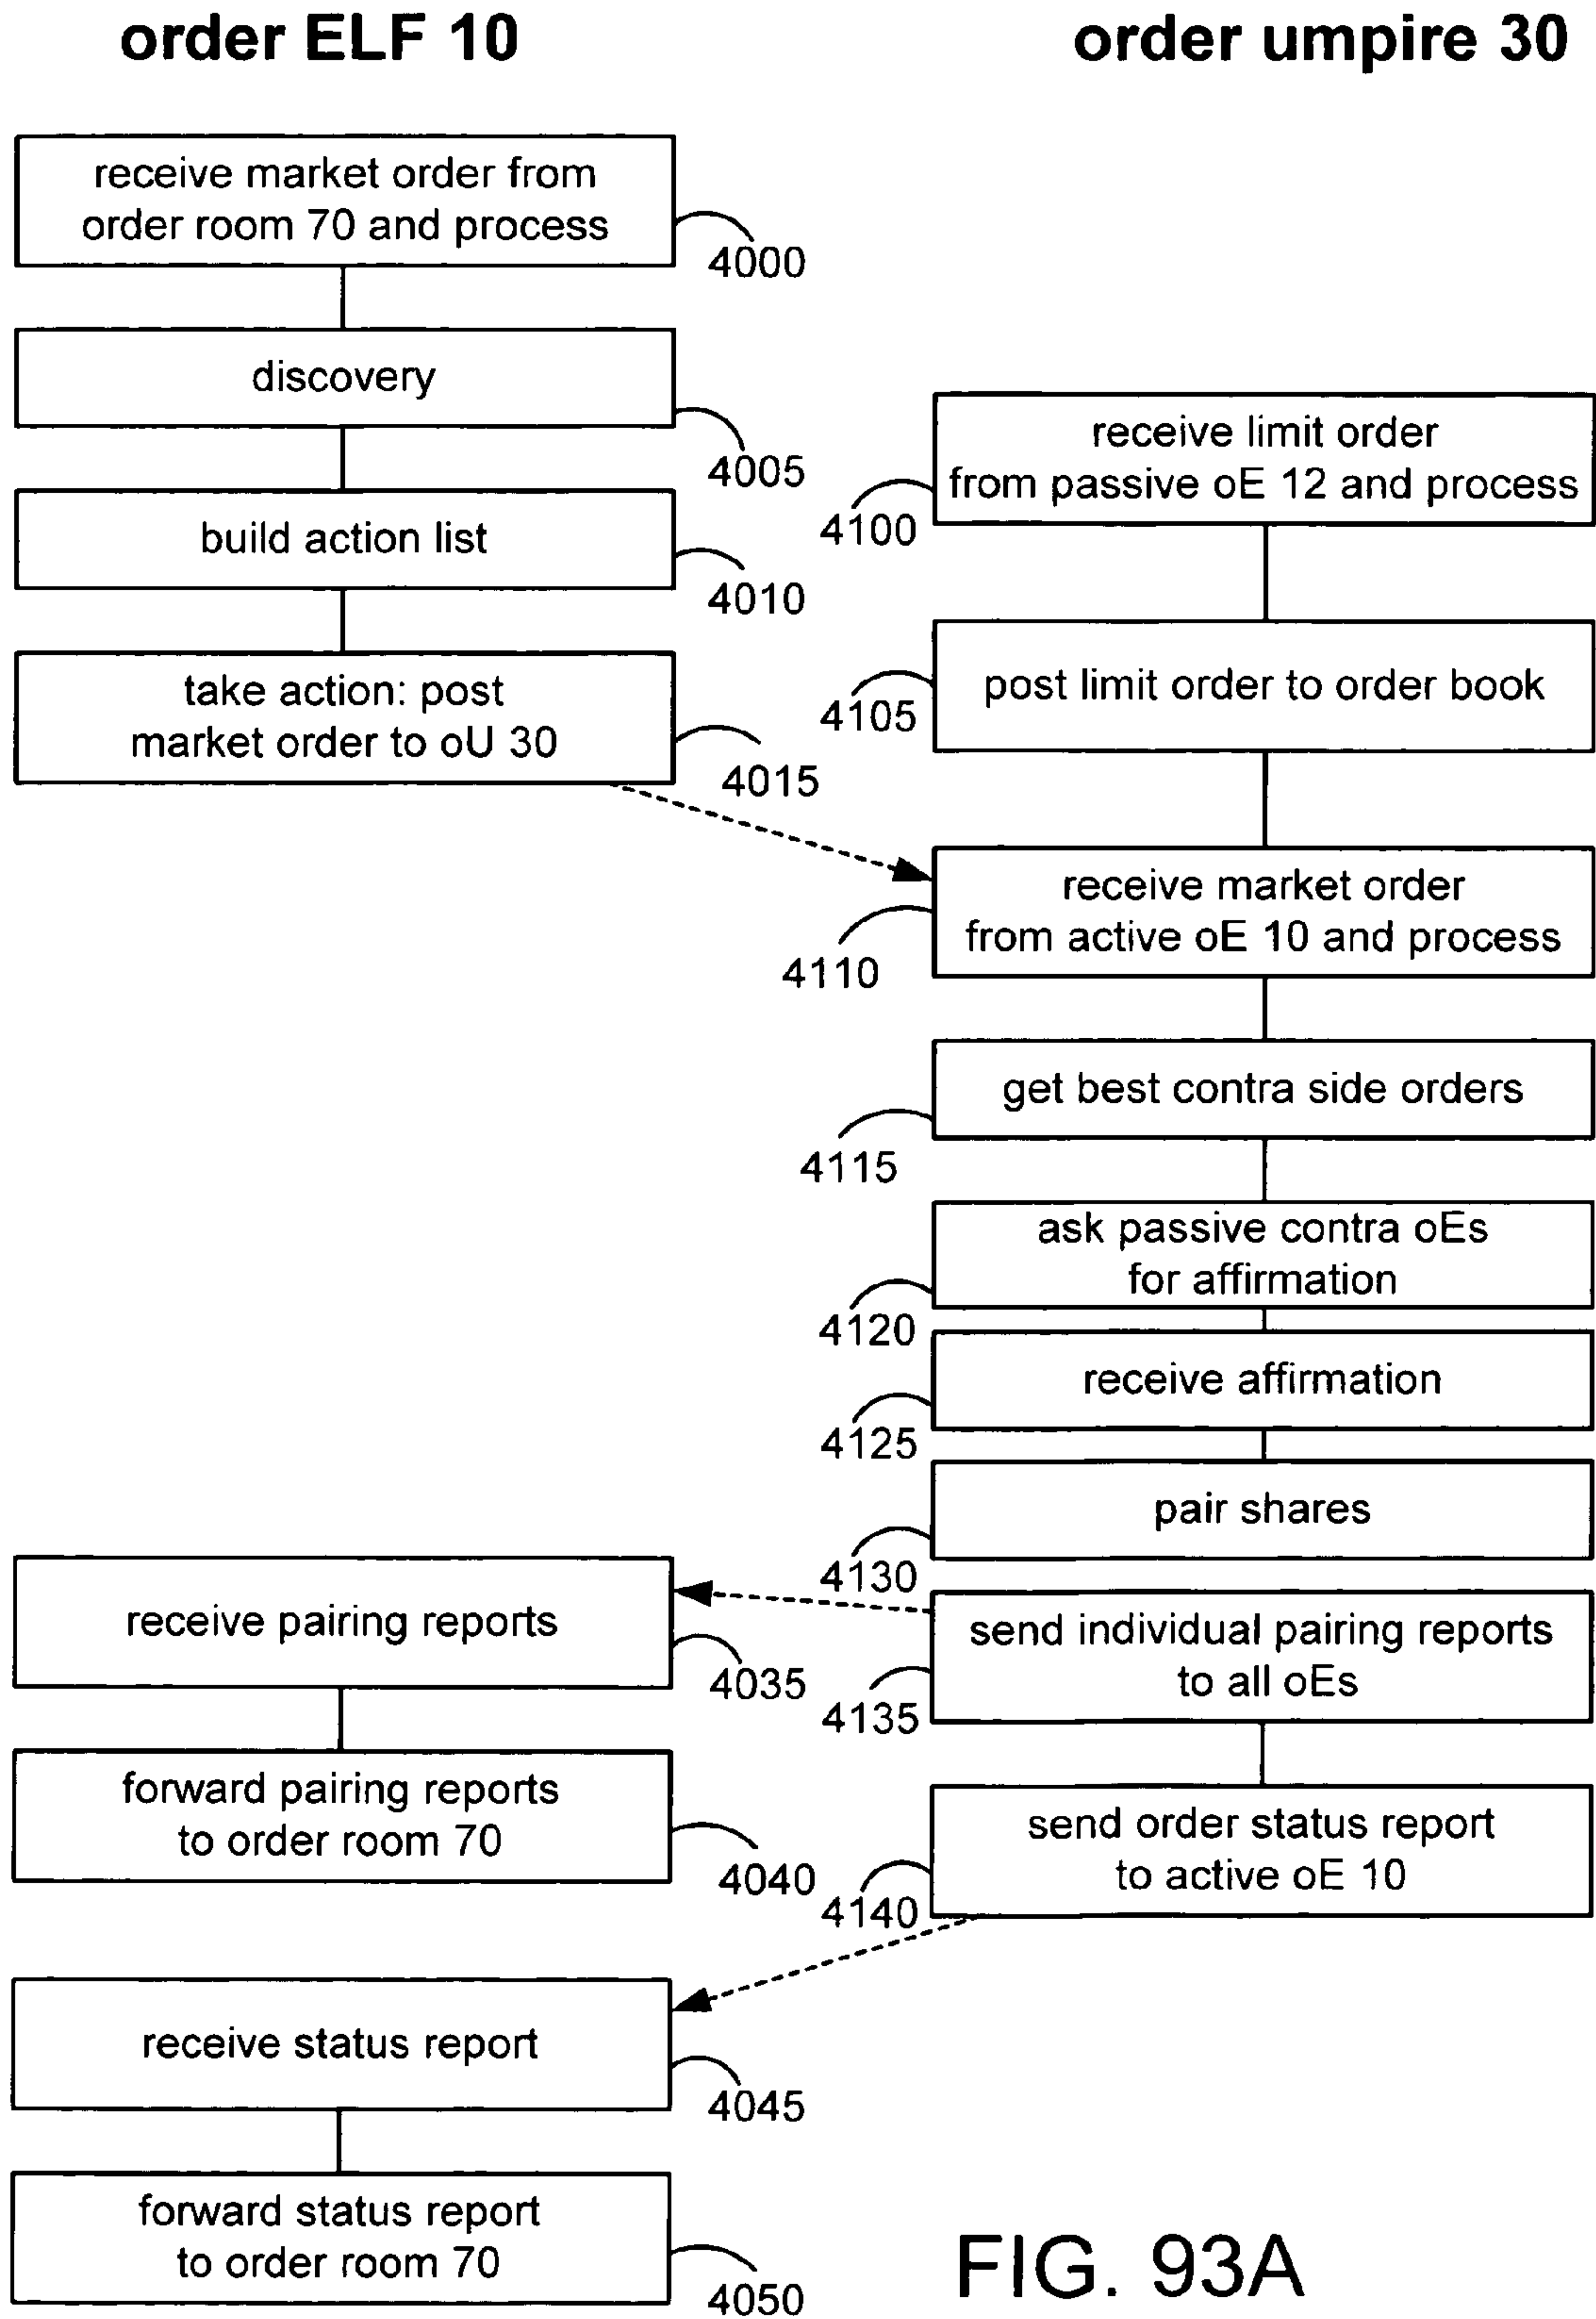 order ELF 10
order umpire 30
receive market order from
order room 70 and process
4000
discovery
4005
build action list
4010
take action: post
market order to oU 30
4015
receive limit order
from passive oE 12 and process
4100
post limit order to order book
4105
receive market order
from active oE 10 and process
4110
get best contra side orders
4115
ask passive contra oEs
for affirmation
4120
receive affirmation
4125
pair shares
4130
send individual pairing reports
to all oEs
4135
send order status report
to active oE 10
4140
receive pairing reports
4035
forward pairing reports
to order room 70
4040
receive status report
4045
forward status report
to order room 70
4050
FIG. 93A